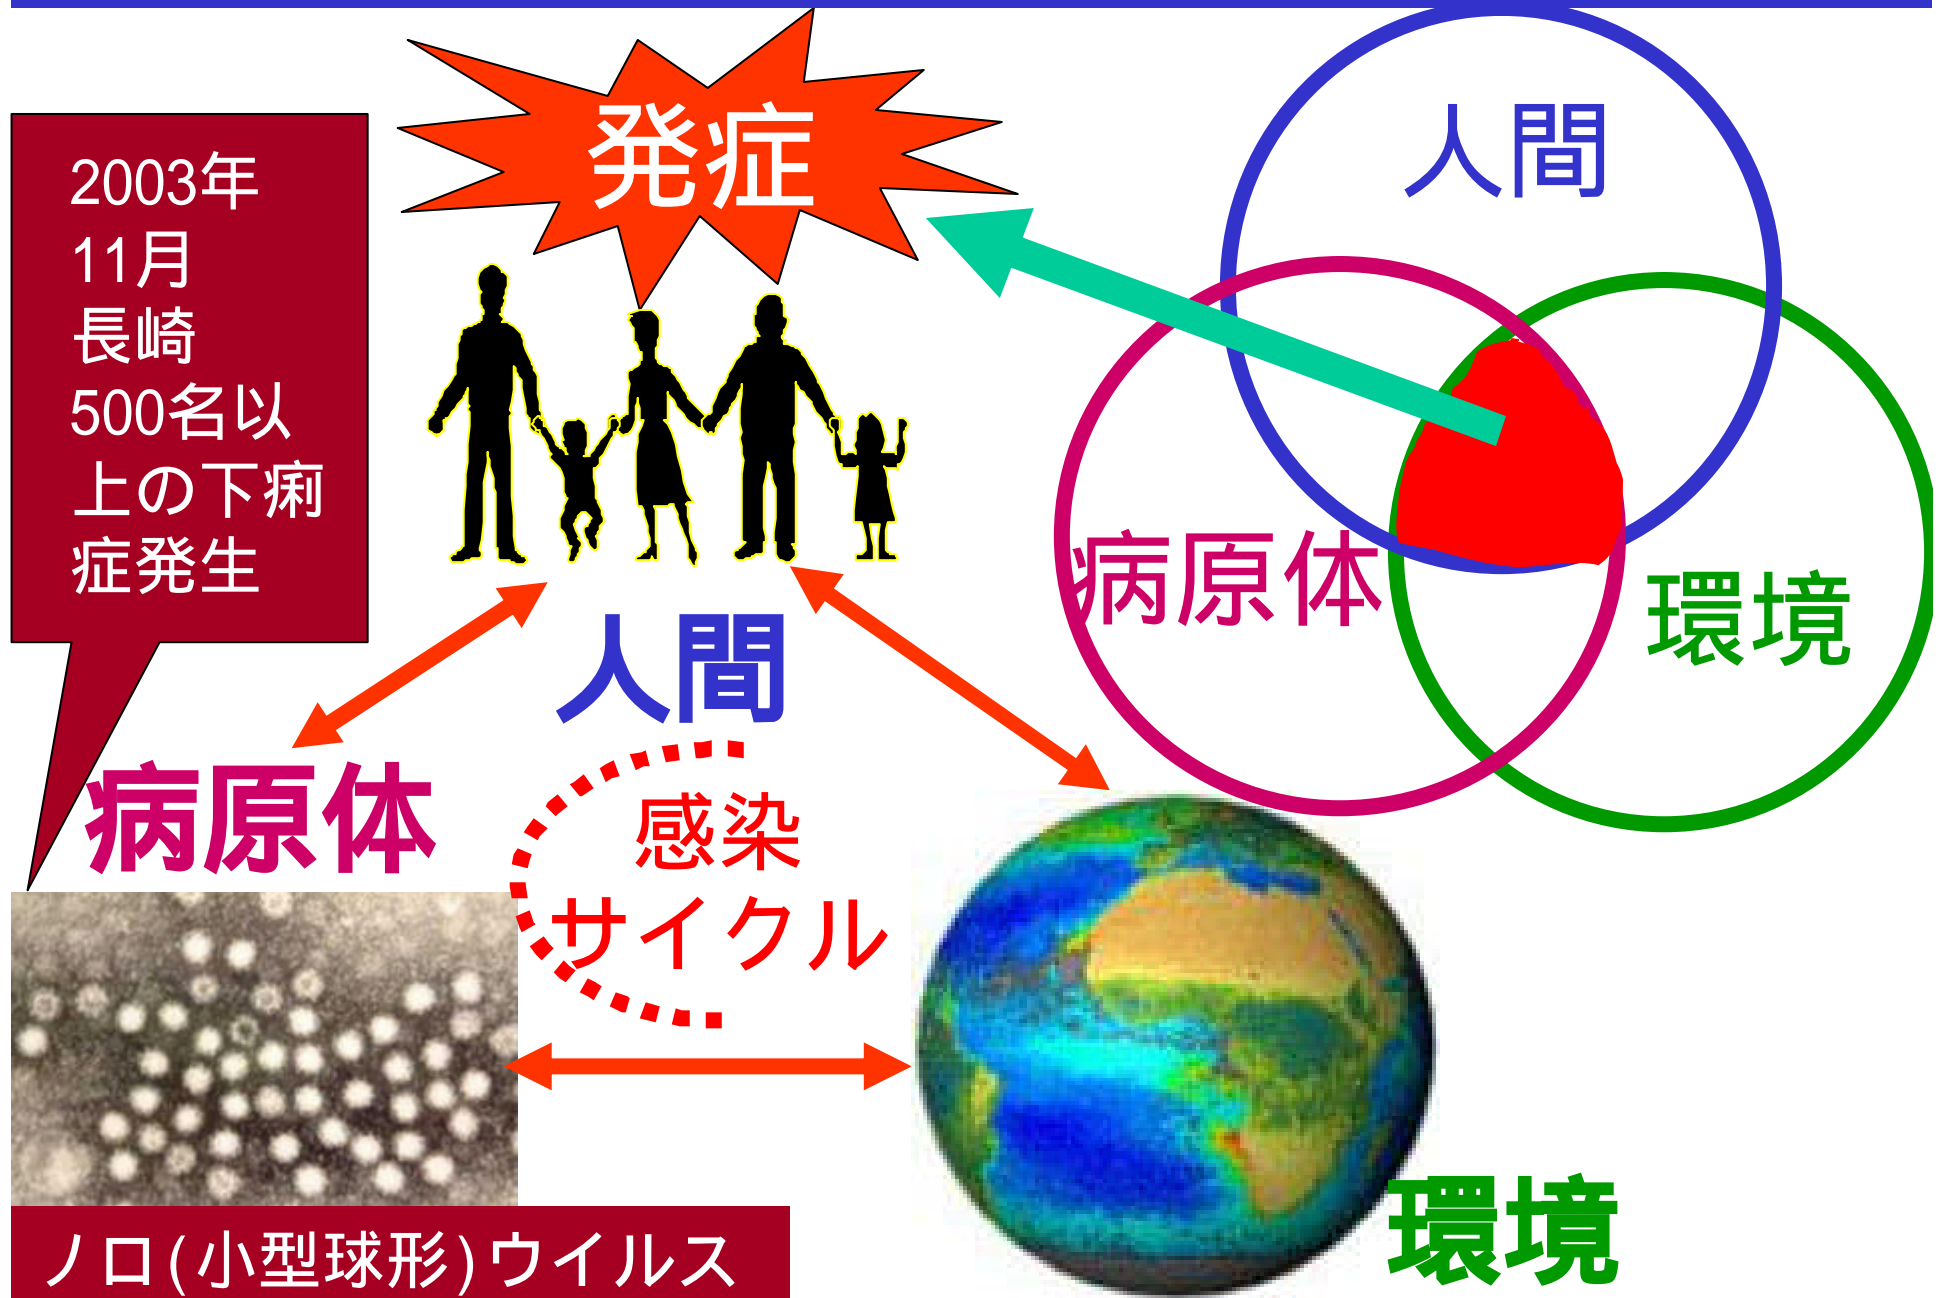 発症
2003年
11月
長崎
500名以
上の下痢
症発生
人間
病原体
環境
人間
病原体
感染
サイクル
環境
ノロ(小型球形)ウイルス